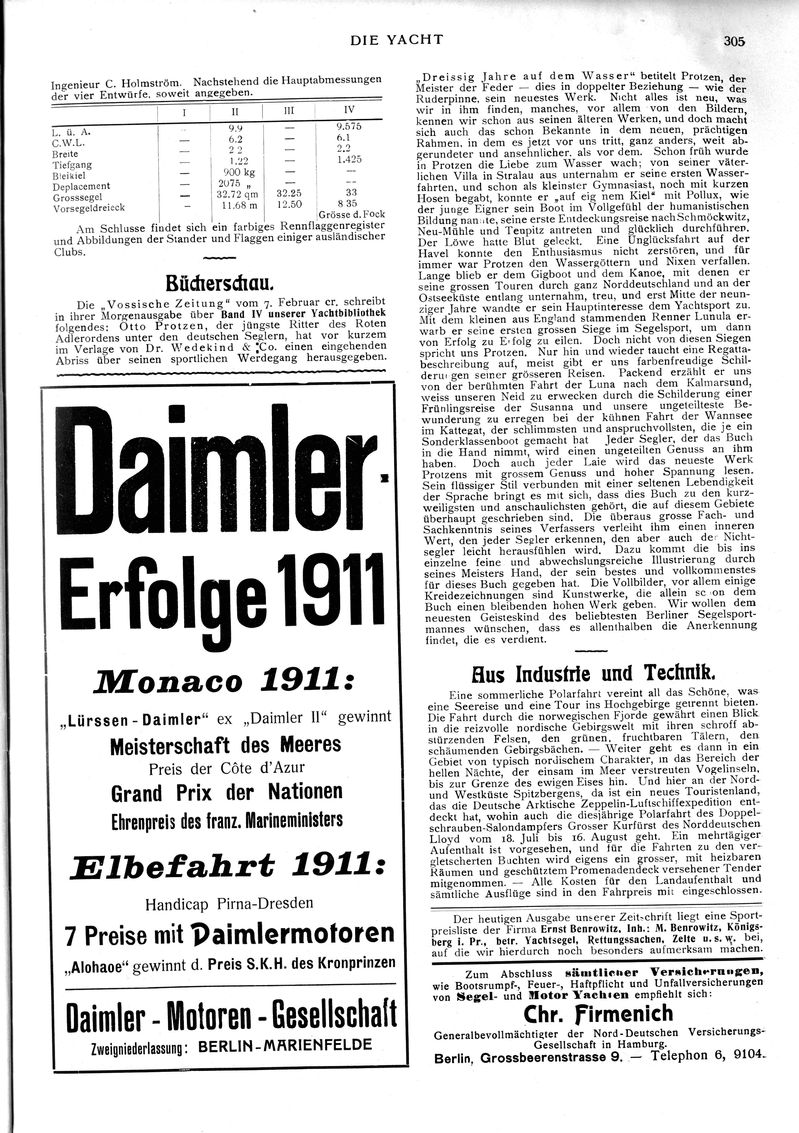 DIE YACHT
305
Ingenieur C. Holmström. Nachstehend die Hauptabmessungen
der vier Entwürfe, soweit angegeben.
I II III IV
L. ü. A. — 9.9 — 9.575
C.W.L. — 6.2 — 6.1
Breite — 2 2 — 2.2
Tiefgang — 1.22 — 1.425
Bleikiel — 900 kg — —
Deplacement — 2075 „ — —
Grosssegel — 32.72 qm 32.25 33
Vorsegeldreieck — 11.68 m 12.50 8 35
Grösse d. Fock
Am Schlusse findet sich ein farbiges Rennflaggenregister
und Abbildungen der Stander und Flaggen einiger ausländischer
Clubs.
Bücherschau.
Die „Vossische Zeitung“ vom 7. Februar cr. schreibt
in ihrer Morgenausgabe über Band IV unserer Yachtbibliothek
folgendes: Otto Protzen, der jüngste Ritter des Roten
Adlerordens unter den deutschen Seglern, hat vor kurzem
im Verlage von Dr. Wedekind & Co. einen eingehenden
Abriss über seinen sportlichen Werdegang herausgegeben.
Daimler-
Erfolge 1911
Monaco 1911:
„Lürssen-Daimler“ ex „Daimler II“ gewinnt
Meisterschaft des Meeres
Preis der Côte d'Azur
Grand Prix der Nationen
Ehrenpreis des franz. Marineministers
Elbefahrt 1911:
Handicap Pirna-Dresden
7 Preise mit Daimlermotoren
„Alohaoe“ gewinnt d. Preis S.K.H. des Kronprinzen
Daimler-Motoren-Gesellschaft
Zweigniederlassung: BERLIN-MARIENFELDE
„Dreissig Jahre auf dem Wasser“ betitelt Protzen, der
Meister der Feder — dies in doppelter Beziehung — wie der
Ruderpinne, sein neuestes Werk. Nicht alles ist neu, was
wir in ihm finden, manches, vor allem von den Bildern,
kennen wir schon aus seinen älteren Werken, und doch macht
sich auch das schon Bekannte in dem neuen, prächtigen
Rahmen, in dem es jetzt vor uns tritt, ganz anders, weit ab-
gerundeter und ansehnlicher, als vor dem. Schon früh wurde
in Protzen die Liebe zum Wasser wach; von seiner väter-
lichen Villa in Stralau aus unternahm er seine ersten Wasser-
fahrten, und schon als kleinster Gymnasiast, noch mit kurzen
Hosen begabt, konnte er „auf eig nem Kiel“ mit Pollux, wie
der junge Eigner sein Boot im Vollgefühl der humanistischen
Bildung nannte, seine erste Entdeckungsreise nach Schmöckwitz,
Neu-Mühle und Teupitz antreten und glücklich durchführen.
Der Löwe hatte Blut geleckt. Eine Unglücksfahrt auf der
Havel konnte den Enthusiasmus nicht zerstören, und für
immer war Protzen den Wassergöttern und Nixen verfallen.
Lange blieb er dem Gigboot und dem Kanoe, mit denen er
seine grossen Touren durch ganz Norddeutschland und an der
Ostseeküste entlang unternahm, treu, und erst Mitte der neun-
ziger Jahre wandte er sein Hauptinteresse dem Yachtsport zu.
Mit dem kleinen aus England stammenden Renner Lunula er-
warb er seine ersten grossen Siege im Segelsport, um dann
von Erfolg zu Erfolg zu eilen. Doch nicht von diesen Siegen
spricht uns Protzen. Nur hin und wieder taucht eine Regatta-
beschreibung auf, meist gibt er uns farbenfreudige Schil-
derungen seiner grösseren Reisen. Packend erzählt er uns
von der berühmten Fahrt der Luna nach dem Kalmarsund,
weiss unseren Neid zu erwecken durch die Schilderung einer
Frühlingsreise der Susanna und unsere ungeteilteste Be-
wunderung zu erregen bei der kühnen Fahrt der Wannsee
im Kattegat, der schlimmsten und anspruchvollsten, die je ein
Sonderklassenboot gemacht hat Jeder Segler, der das Buch
in die Hand nimmt, wird einen ungeteilten Genuss an ihm
haben. Doch auch jeder Laie wird das neueste Werk
Protzens mit grossem Genuss und hoher Spannung lesen.
Sein flüssiger Stil verbunden mit einer seltenen Lebendigkeit
der Sprache bringt es mit sich, dass dies Buch zu den kurz-
weiligsten und anschaulichsten gehört, die auf diesem Gebiete
überhaupt geschrieben sind. Die überaus grosse Fach- und
Sachkenntnis seines Verfassers verleiht ihm einen inneren
Wert, den jeder Segler erkennen, den aber auch der Nicht-
segler leicht herausfühlen wird. Dazu kommt die bis ins
einzelne feine und abwechslungsreiche Illustrierung durch
seines Meisters Hand, der sein bestes und vollkommenstes
für dieses Buch gegeben hat. Die Vollbilder, vor allem einige
Kreidezeichnungen sind Kunstwerke, die allein schon dem
Buch einen bleibenden hohen Werk geben. Wir wollen dem
neuesten Geisteskind des beliebtesten Berliner Segelsport-
mannes wünschen, dass es allenthalben die Anerkennung
findet, die es verdient.
Aus Industrie und Technik.
Eine sommerliche Polarfahrt vereint all das Schöne, was
eine Seereise und eine Tour ins Hochgebirge getrennt bieten.
Die Fahrt durch die norwegischen Fjorde gewährt einen Blick
in die reizvolle nordische Gebirgswelt mit ihren schroff ab-
stürzenden Felsen, den grünen, fruchtbaren Tälern, den
schäumenden Gebirgsbächen. — Weiter geht es dann in ein
Gebiet von typisch nordischem Charakter, in das Bereich der
hellen Nächte, der einsam im Meer verstreuten Vogelinseln,
bis zur Grenze des ewigen Eises hin. Und hier an der Nord-
und Westküste Spitzbergens, da ist ein neues Touristenland,
das die Deutsche Arktische Zeppelin-Luftschiffexpedition ent-
deckt hat, wohin auch die diesjährige Polarfahrt des Doppel-
schrauben-Salondampfers Grosser Kurfürst des Norddeutschen
Lloyd vom 18. Juli bis 16. August geht. Ein mehrtägiger
Aufenthalt ist vorgesehen, und für die Fahrten zu den ver-
gletscherten Buchten wird eigens ein grosser, mit heizbaren
Räumen und geschütztem Promenadendeck versehener Tender
mitgenommen. — Alle Kosten für den Landaufenthalt und
sämtliche Ausflüge sind in den Fahrpreis mit eingeschlossen.
Der heutigen Ausgabe unserer Zeitschrift liegt eine Sport-
preisliste der Firma Ernst Benrowitz, Inh.: M. Benrowitz, Königs-
berg i. Pr., betr. Yachtsegel, Rettungssachen, Zelte u. s. w. bei,
auf die wir hierdurch noch besonders aufmerksam machen.
Zum Abschluss sämtlicher Versicherungen,
wie Bootsrumpf-, Feuer-, Haftpflicht und Unfallversicherungen
von Segel- und Motor Yachten empfiehlt sich:
Chr. Firmenich
Generalbevollmächtigter der Nord-Deutschen Versicherungs-
Gesellschaft in Hamburg.
Berlin, Grossbeerenstrasse 9. — Telephon 6, 9104.